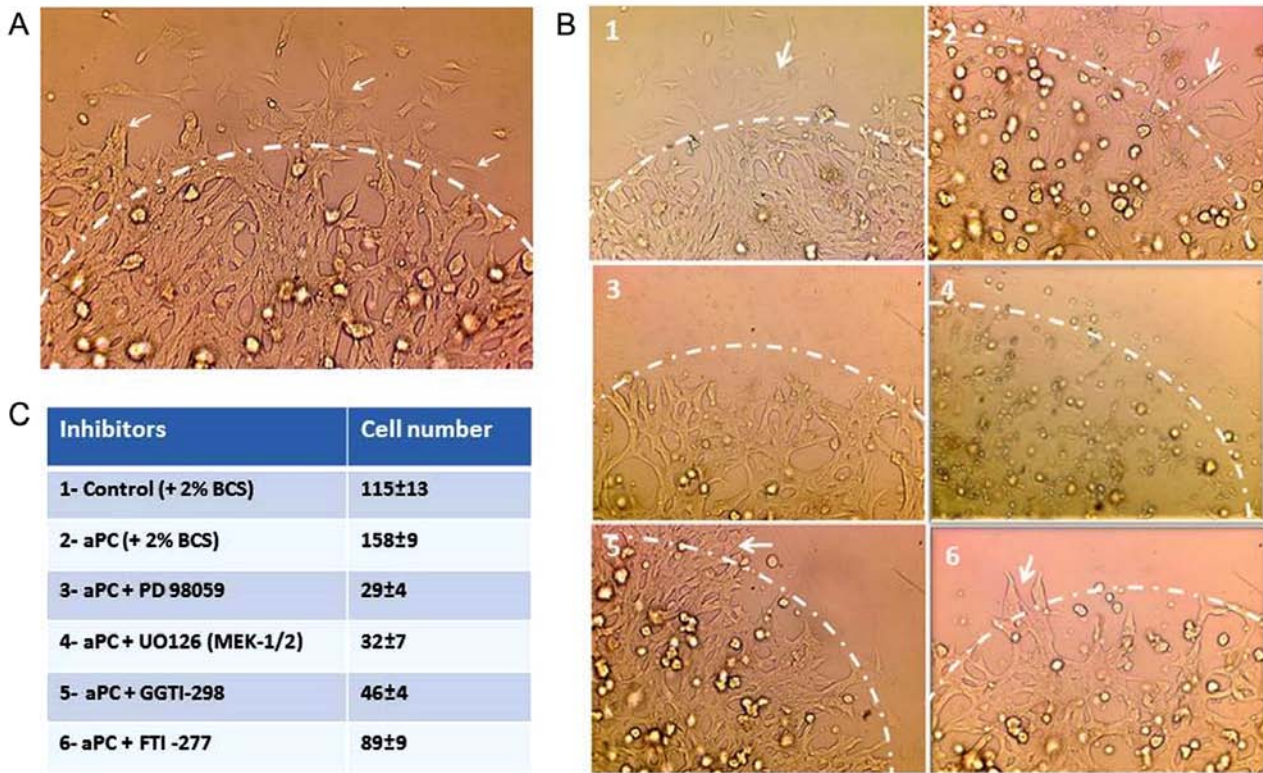 A
B
1
2
3
4
5
6
C
Inhibitors Cell number
1- Control (+ 2% BCS) 115±13
2- aPC (+ 2% BCS) 158±9
3- aPC + PD 98059 29±4
4- aPC + UO126 (MEK-1/2) 32±7
5- aPC + GGTI-298 46±4
6- aPC + FTI -277 89±9